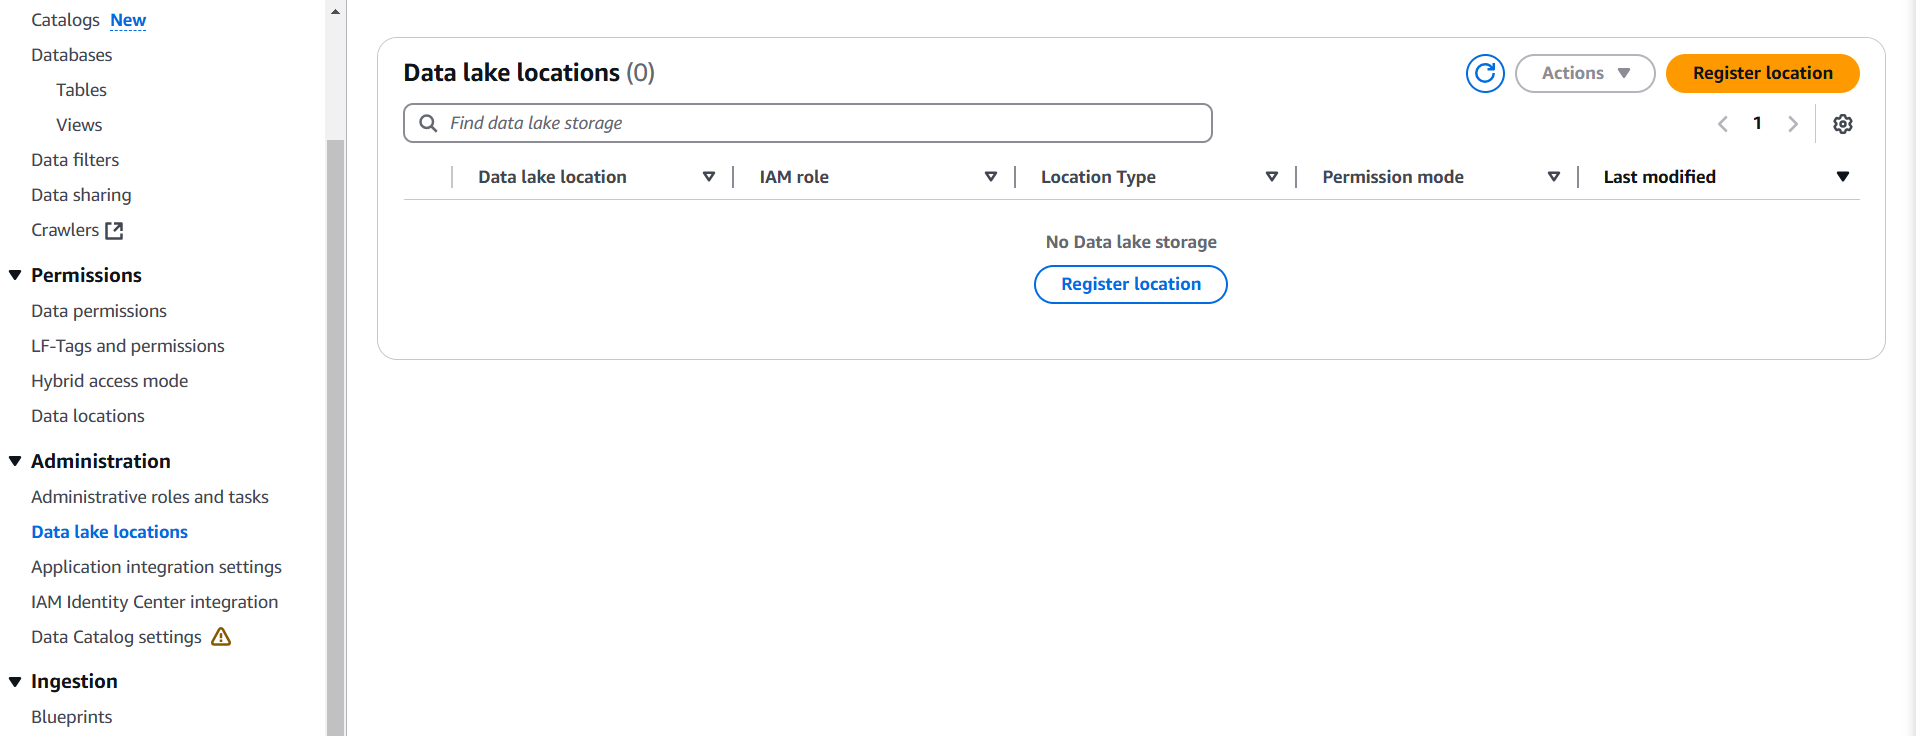 Catalogs New
Databases
Tables
Views
Data filters
Data sharing
Crawlers
Permissions
Data permissions
LF-Tags and permissions
Hybrid access mode
Data locations
Administration
Administrative roles and tasks
Data lake locations
Application integration settings
IAM Identity Center integration
Data Catalog settings
Ingestion
Blueprints
Data lake locations (0)
Actions
Register location
Find data lake storage
1
Data lake location
IAM role
Location Type
Permission mode
Last modified
No Data lake storage
Register location